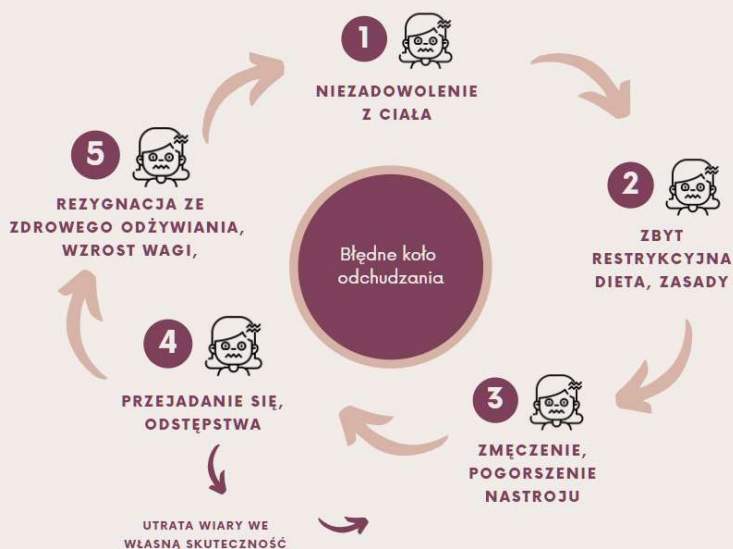 1
NIEZADOWOLENIE
Z CIAŁA
2
ZBYT
RESTRYKCYJNA
DIETA, ZASADY
3
ZMĘCZENIE,
POGORSZENIE
NASTROJU
4
PRZEJADANIE SIĘ,
ODSTĘPSTWA
UTRATA WIARY WE
WŁASNĄ SKUTECZNOŚĆ
5
REZYGNACJA ZE
ZDROWEGO ODŻYWIANIA,
WZROST WAGI,
Błędne koło
odchudzania